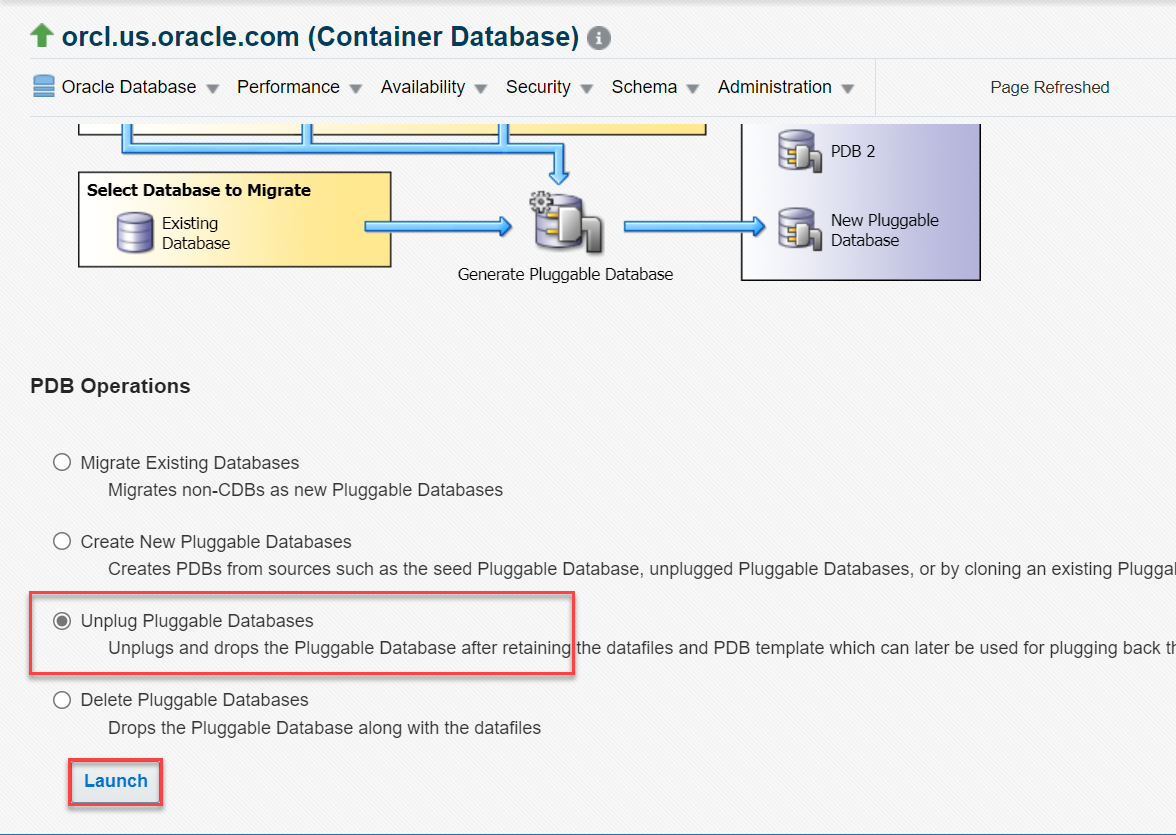 orcl.us.oracle.com (Container Database)
Oracle Database Performance Availability Security Schema Administration Page Refreshed
PDB 2
Select Database to Migrate
Existing
Database
New Pluggable
Database
Generate Pluggable Database
PDB Operations
Migrate Existing Databases
Migrates non-CDBs as new Pluggable Databases
Create New Pluggable Databases
Creates PDBs from sources such as the seed Pluggable Database, unplugged Pluggable Databases, or by cloning an existing
Unplug Pluggable Databases
Unplugs and drops the Pluggable Database after retaining the datafiles and PDB template which can later be used for plugging back
Delete Pluggable Databases
Drops the Pluggable Database along with the datafiles
Launch